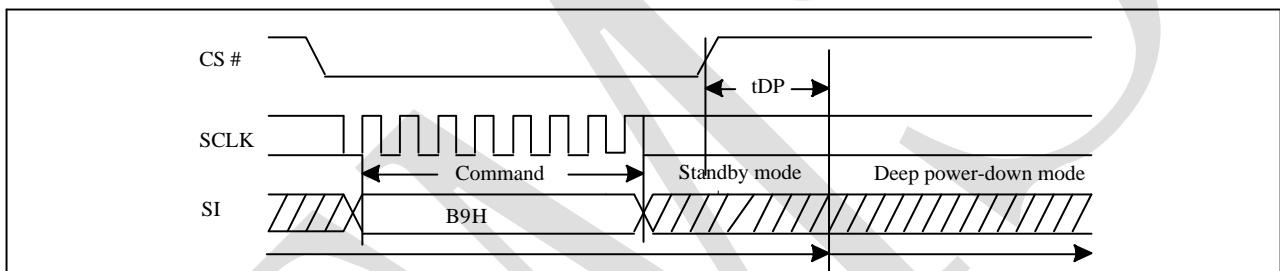 CS #
tDP
SCLK
Command
Standby mode
Deep power-down mode
SI
B9H